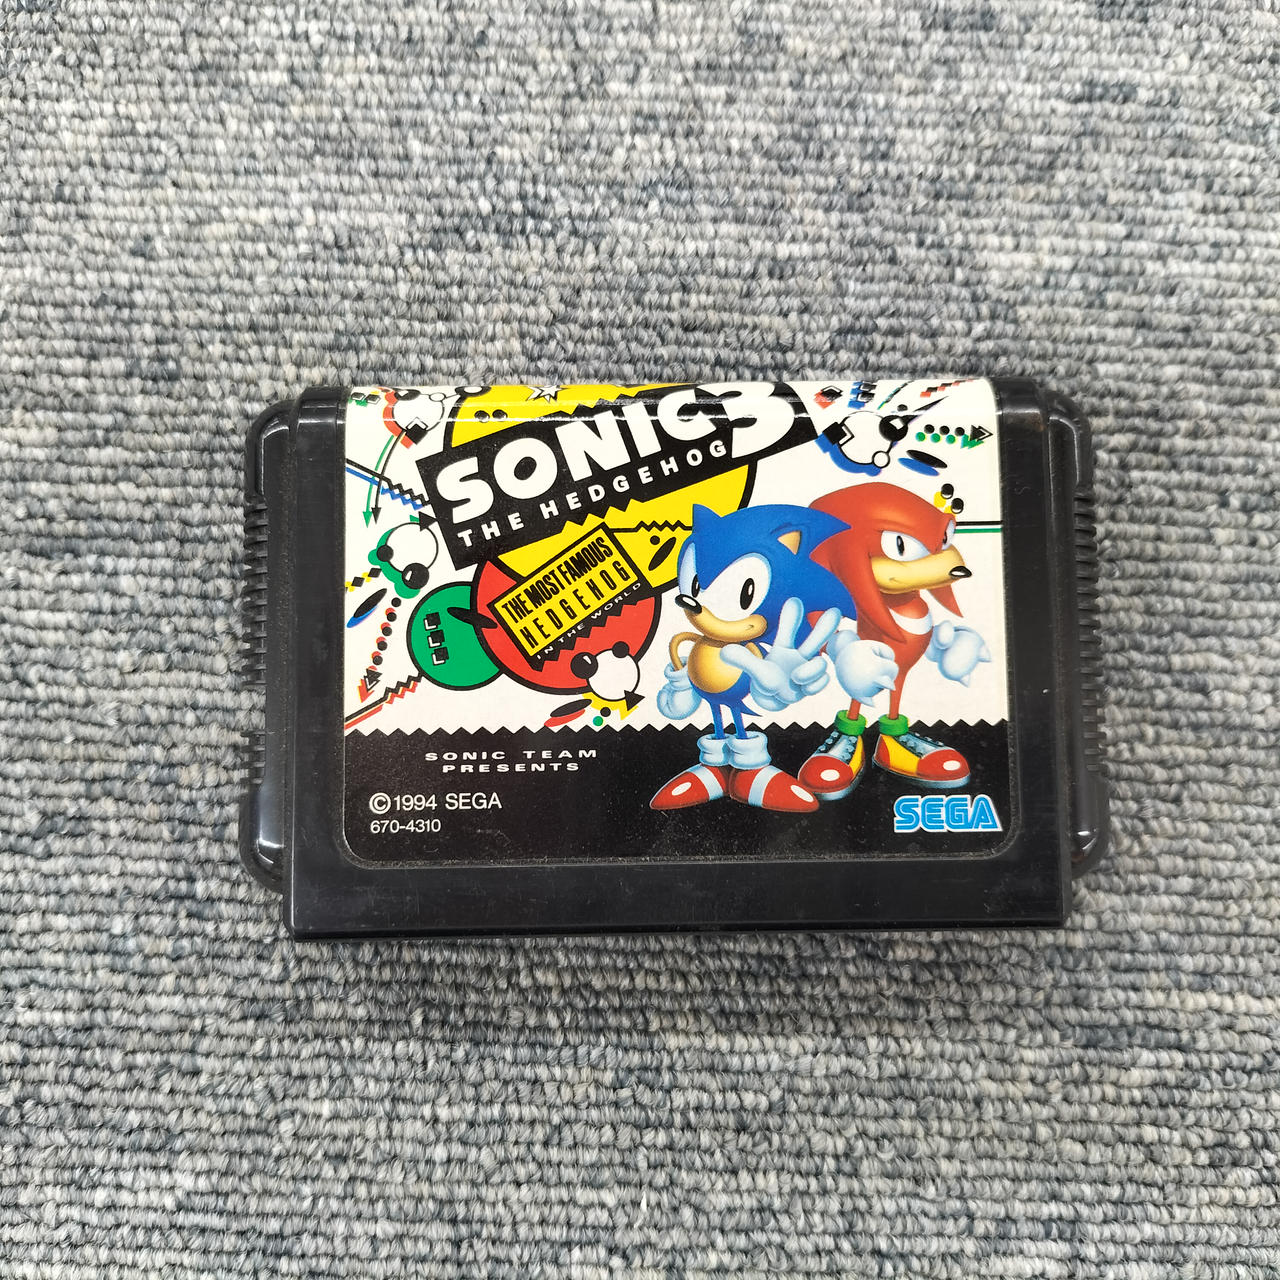 SONIC 3
THE HEDGEHOG
THE MOST FAMOUS
HEDGEHOG
IN THE WORLD
SONIC TEAM
PRESENTS
©1994 SEGA
670-4310
SEGA